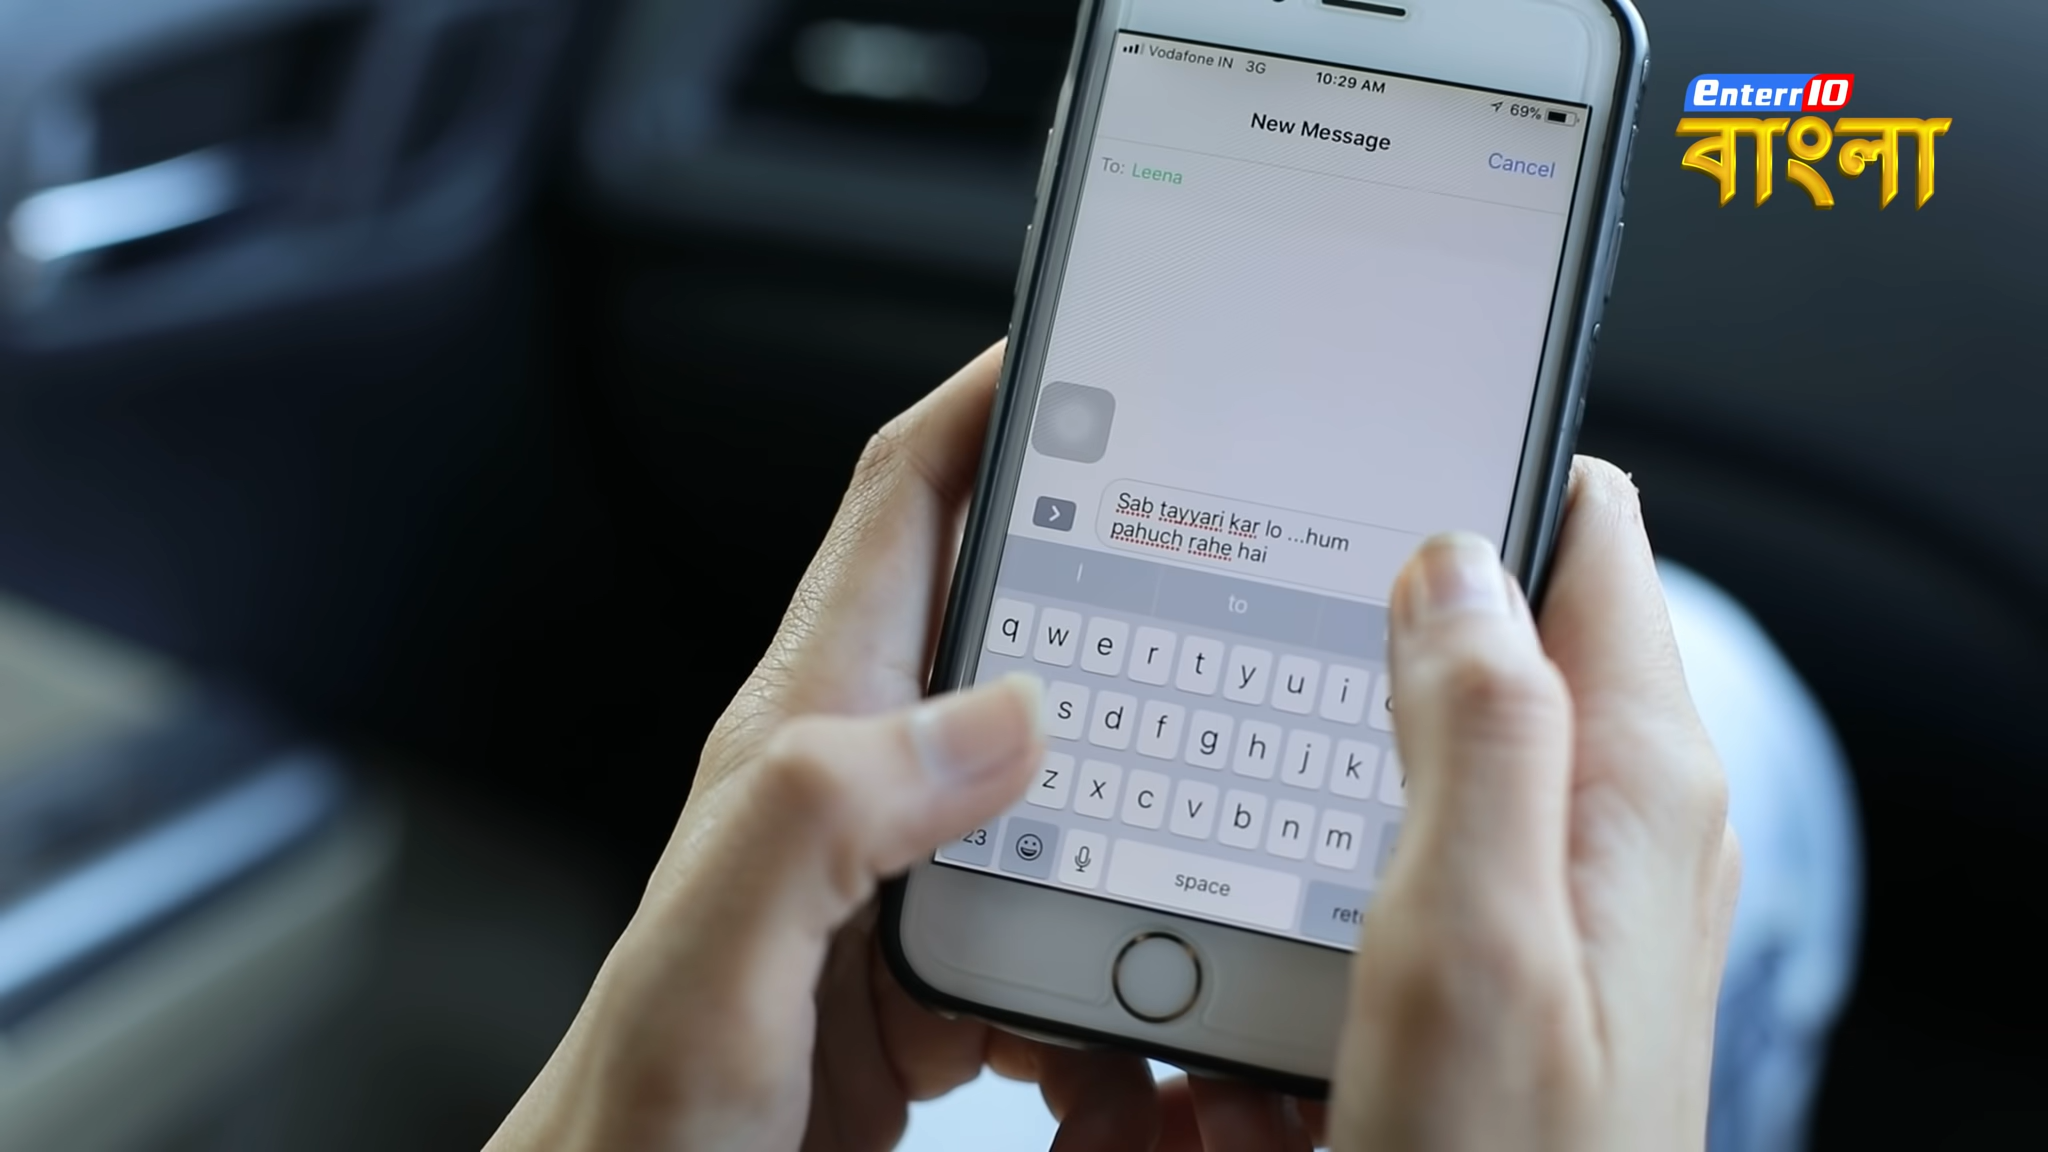 Vodafone IN 3G 10:29 AM 69%
New Message
Cancel
To: Leena
Sab tayyari kar lo ...hum
pahuch rahe hai
I to
q w e r t y u i
s d f g h j k
z x c v b n m
space
Enterr10
বাংলা